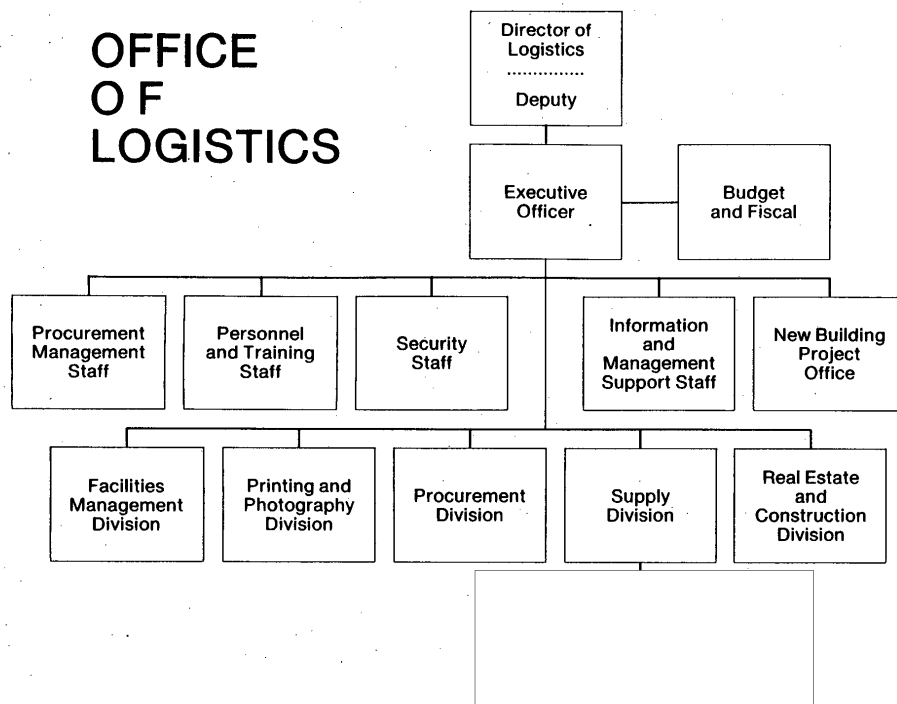 OFFICE
OF
LOGISTICS
Director of
Logistics
...............
Deputy
Executive
Officer
Budget
and Fiscal
Procurement
Management
Staff
Personnel
and Training
Staff
Security
Staff
Information
and
Management
Support Staff
New Building
Project
Office
Facilities
Management
Division
Printing and
Photography
Division
Procurement
Division
Supply
Division
Real Estate
and
Construction
Division